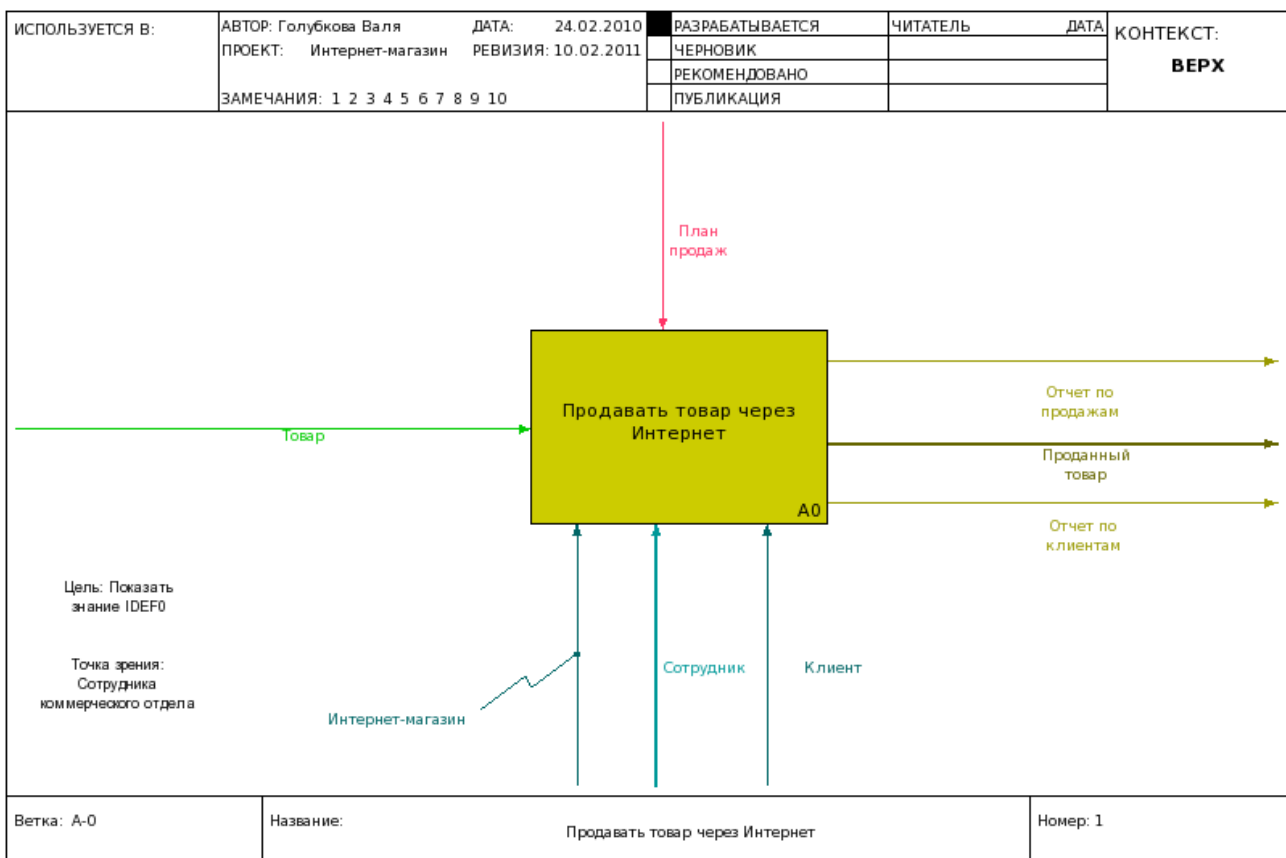 ИСПОЛЬЗУЕТСЯ В:
АВТОР: Голубкова Валя ДАТА: 24.02.2010
ПРОЕКТ: Интернет-магазин РЕВИЗИЯ: 10.02.2011
ЗАМЕЧАНИЯ: 1 2 3 4 5 6 7 8 9 10
РАЗРАБАТЫВАЕТСЯ
ЧЕРНОВИК
РЕКОМЕНДОВАНО
ПУБЛИКАЦИЯ
ЧИТАТЕЛЬ ДАТА
КОНТЕКСТ:
ВЕРХ
План
продаж
Товар
Продавать товар через
Интернет
A0
Отчет по
продажам
Проданный
товар
Отчет по
клиентам
Цель: Показать
знание IDEF0
Точка зрения:
Сотрудника
коммерческого отдела
Интернет-магазин
Сотрудник
Клиент
Ветка: А-0
Название:
Продавать товар через Интернет
Номер: 1